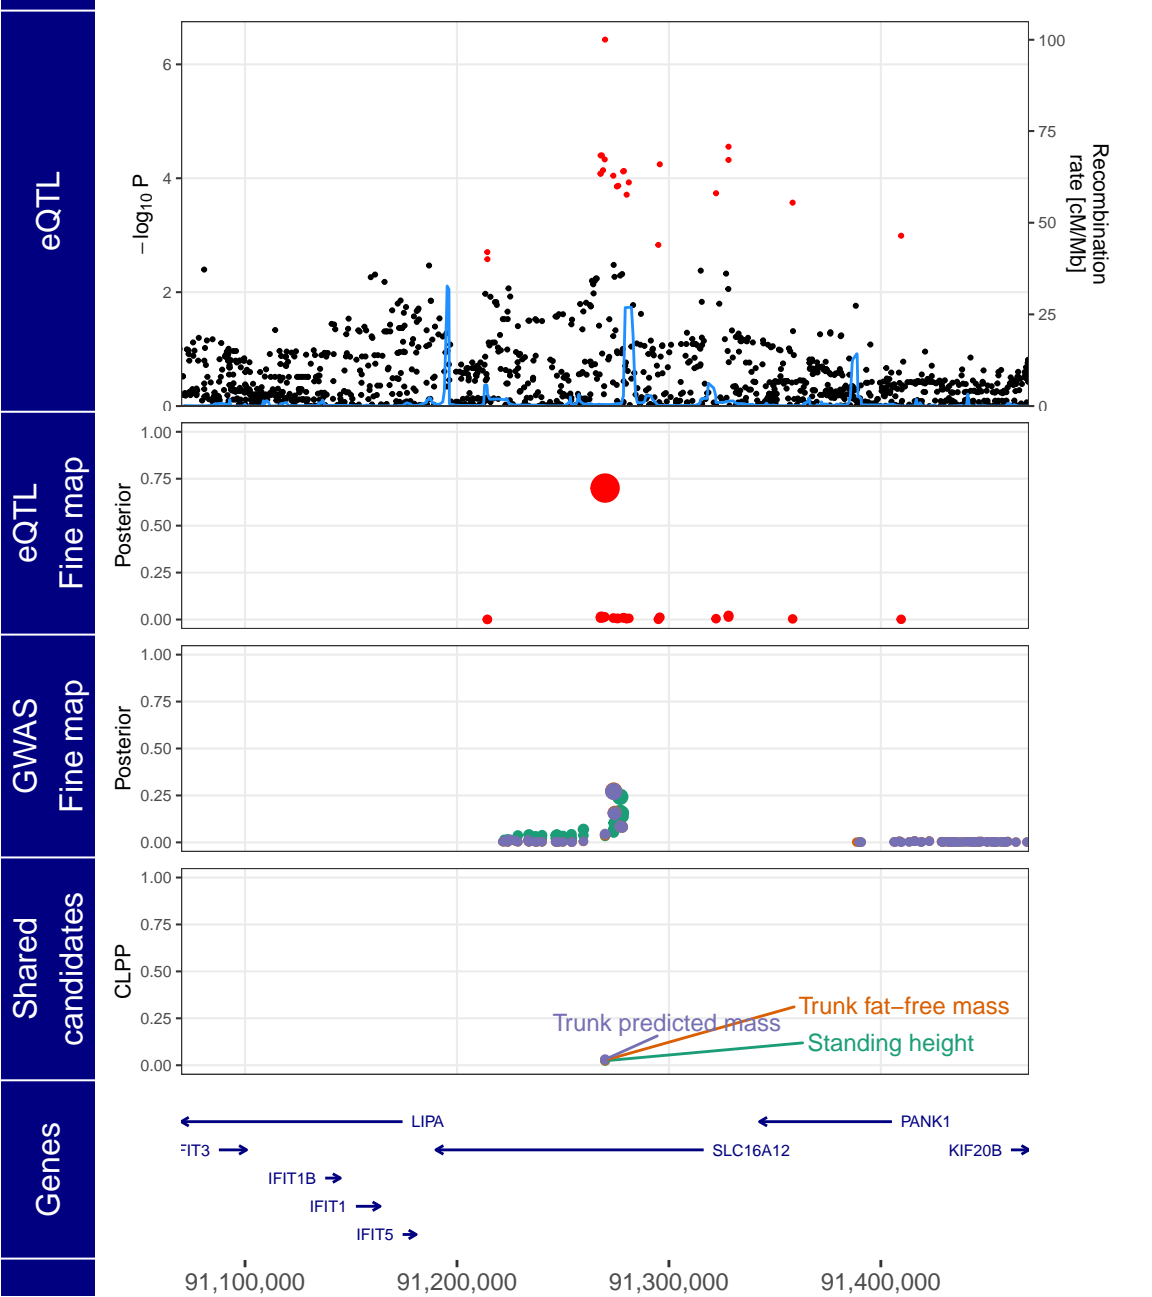 eQTL
−log10 P
6
4
2
0
100
75
50
25
0
Recombination
rate [cM/Mb]
eQTL
Fine map
Posterior
1.00
0.75
0.50
0.25
0.00
GWAS
Fine map
Posterior
1.00
0.75
0.50
0.25
0.00
Shared
candidates
CLPP
1.00
0.75
0.50
0.25
0.00
Trunk fat−free mass
Trunk predicted mass
Standing height
Genes
LIPA
PANK1
FIT3
SLC16A12
KIF20B
IFIT1B
IFIT1
IFIT5
91,100,000
91,200,000
91,300,000
91,400,000